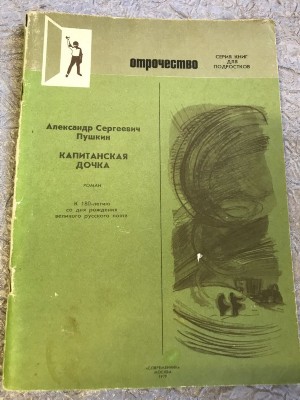 отрочество
СЕРИЯ КНИГ
ДЛЯ
ПОДРОСТКОВ
Александр Сергеевич
Пушкин
КАПИТАНСКАЯ
ДОЧКА
РОМАН
К 180-летию
со дня рождения
великого русского поэта
«СОВРЕМЕННИК»
МОСКВА
1979